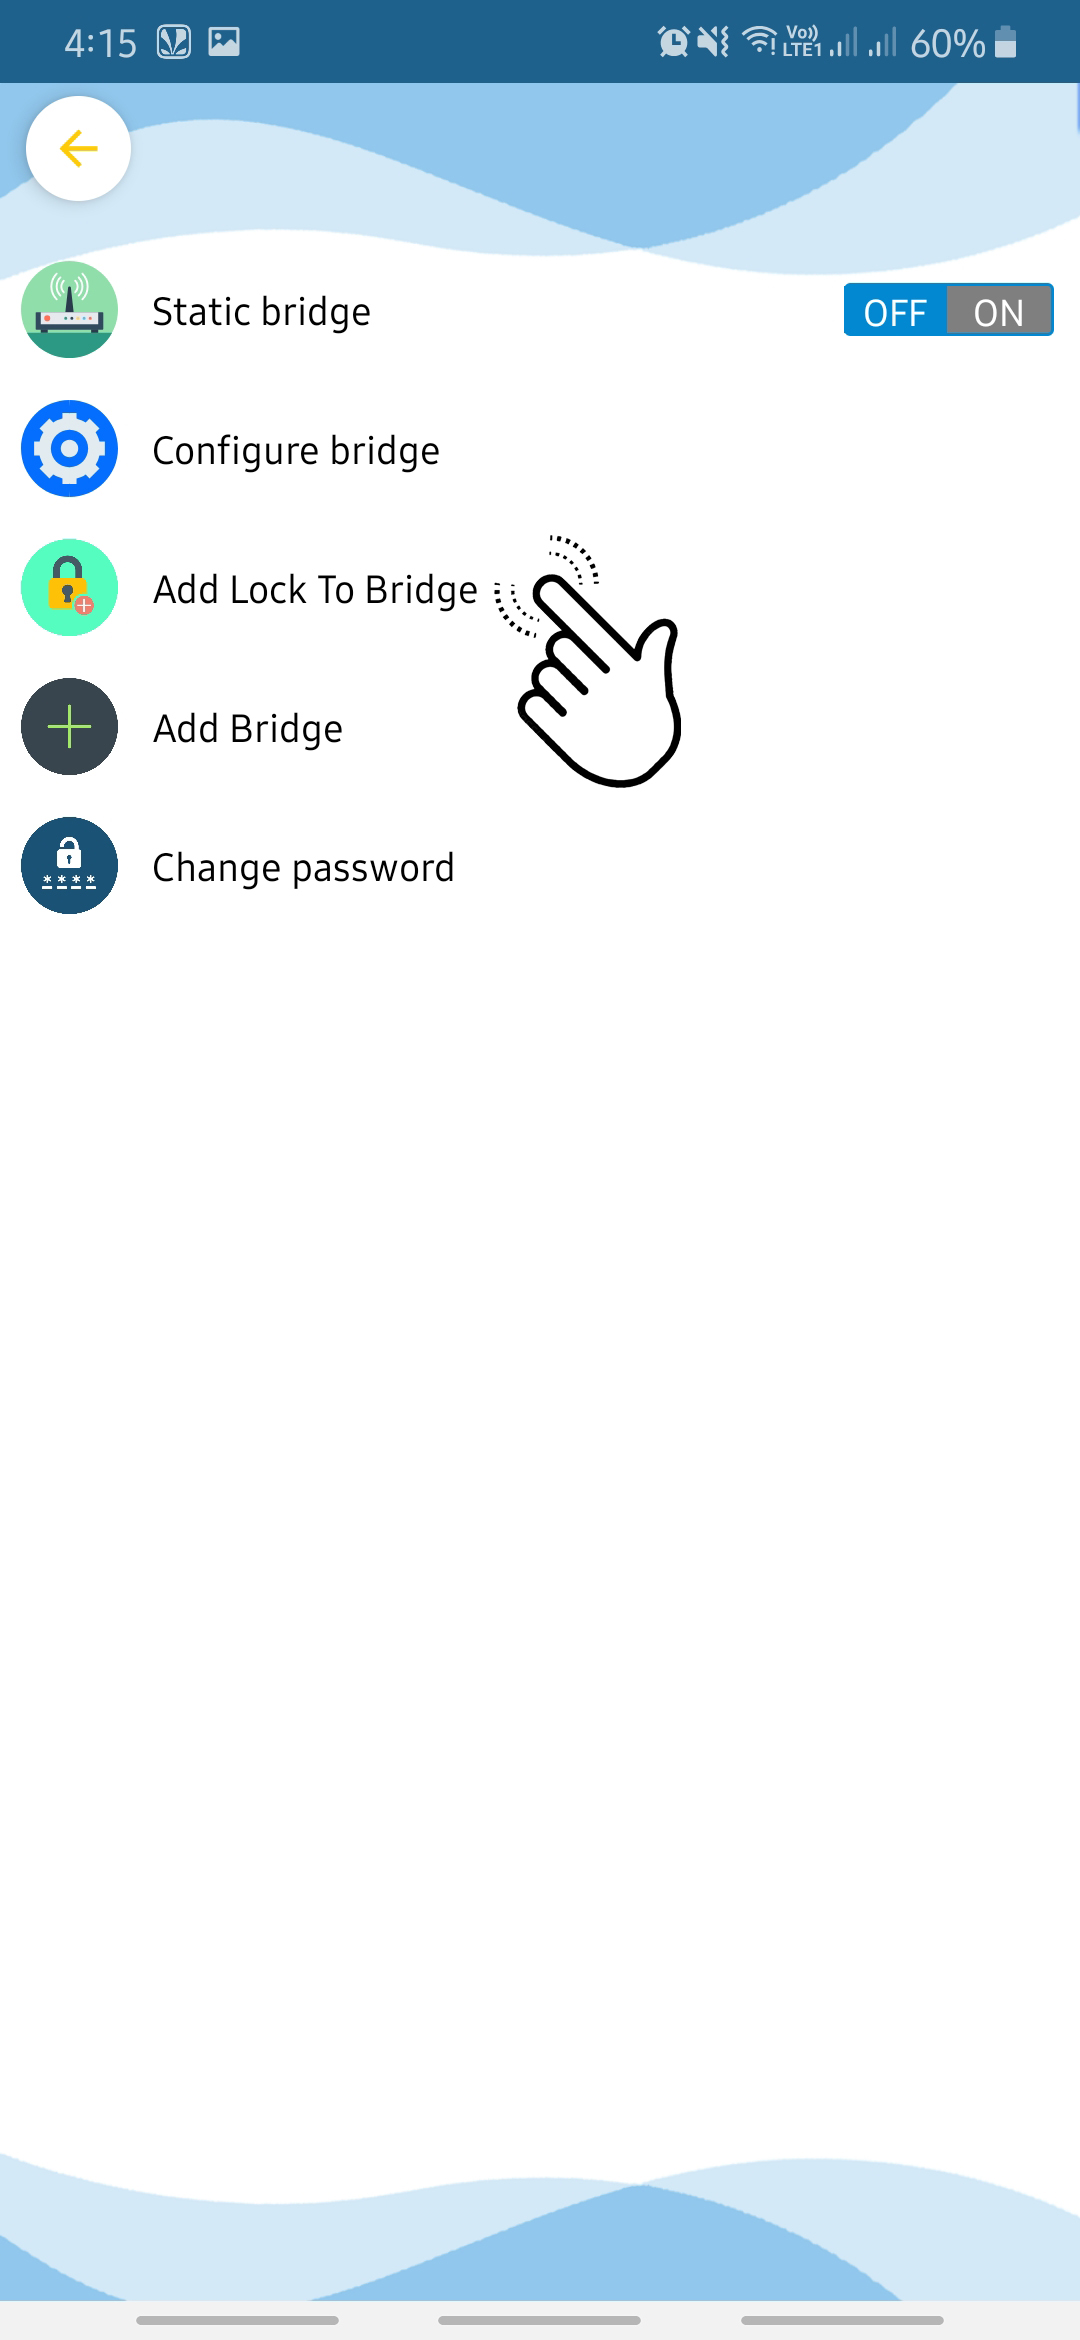 4:15 Vo)) LTE1 60%
Static bridge OFF ON
Configure bridge
Add Lock To Bridge
Add Bridge
* * * *
Change password